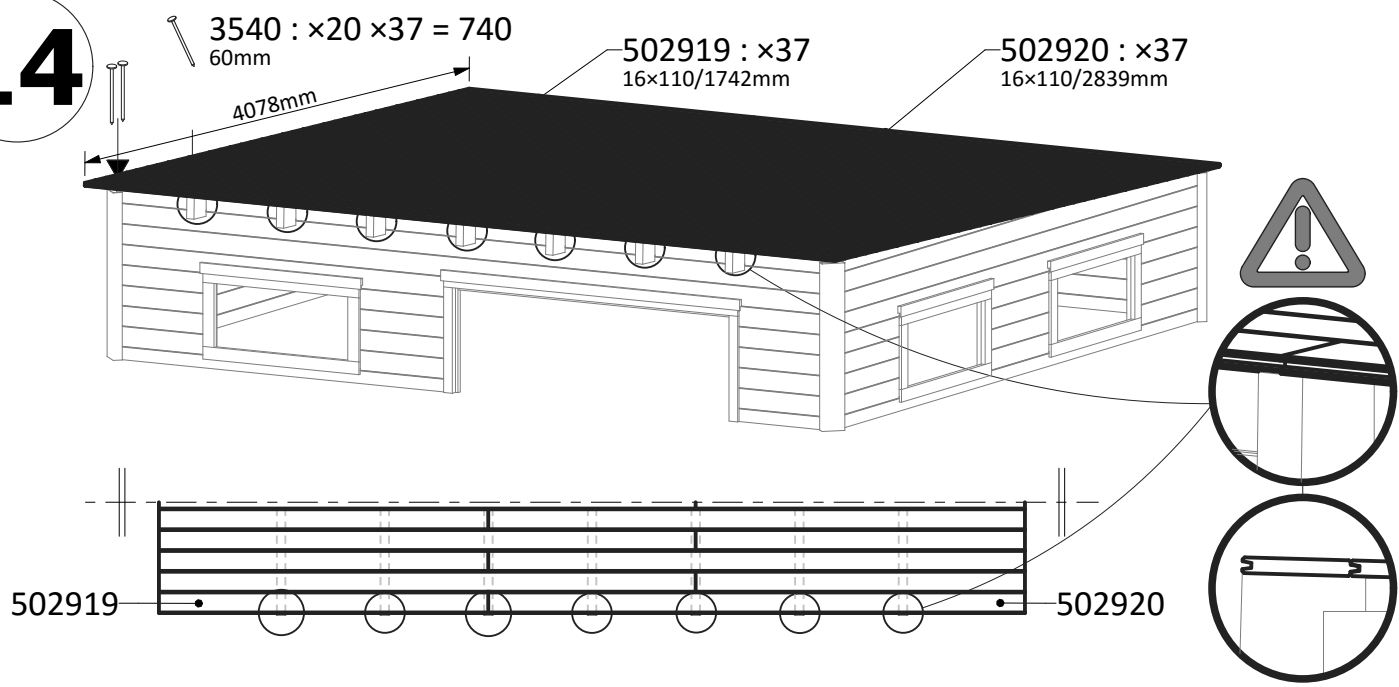 .4
3540 : ×20 ×37 = 740
60mm
4078mm
502919 : ×37
16×110/1742mm
502920 : ×37
16×110/2839mm
502919
502920